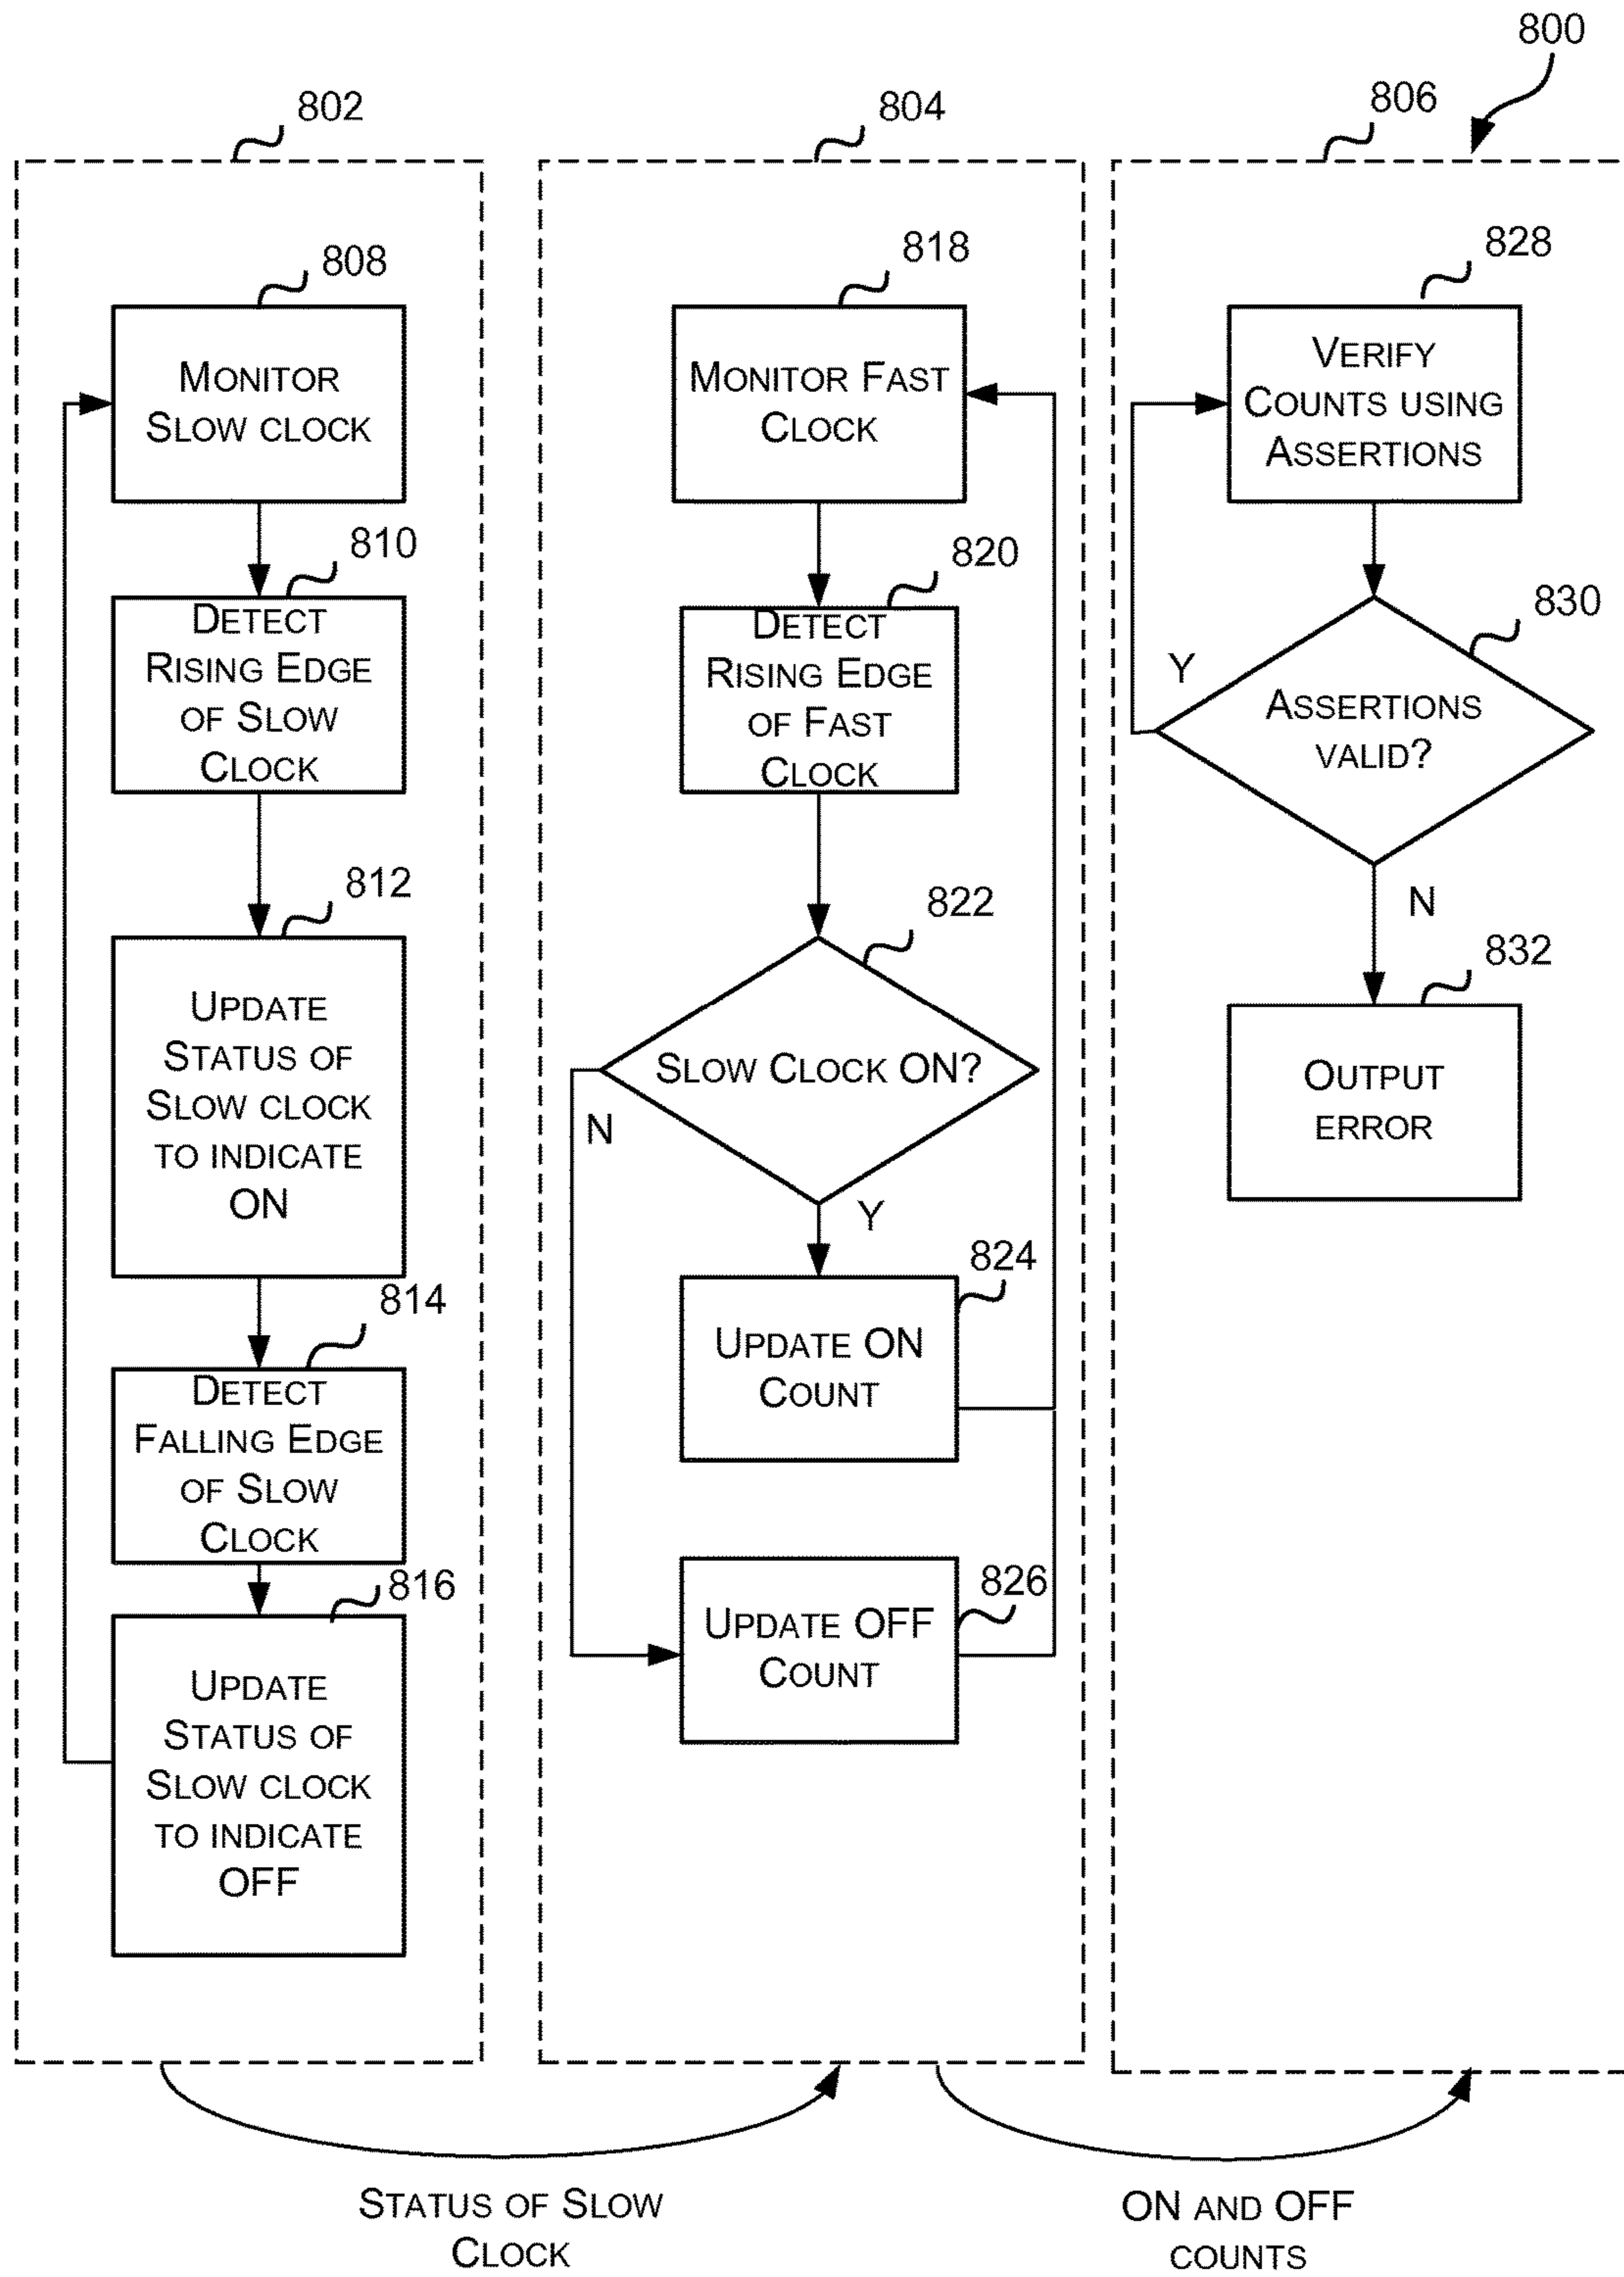 800
802
804
806
808
MONITOR
SLOW CLOCK
810
DETECT
RISING EDGE
OF SLOW
CLOCK
812
UPDATE
STATUS OF
SLOW CLOCK
TO INDICATE
ON
814
DETECT
FALLING EDGE
OF SLOW
CLOCK
816
UPDATE
STATUS OF
SLOW CLOCK
TO INDICATE
OFF
818
MONITOR FAST
CLOCK
820
DETECT
RISING EDGE
OF FAST
CLOCK
822
SLOW CLOCK ON?
N
Y
824
UPDATE ON
COUNT
826
UPDATE OFF
COUNT
828
VERIFY
COUNTS USING
ASSERTIONS
830
Y
ASSERTIONS
VALID?
N
832
OUTPUT
ERROR
STATUS OF SLOW
CLOCK
ON AND OFF
COUNTS